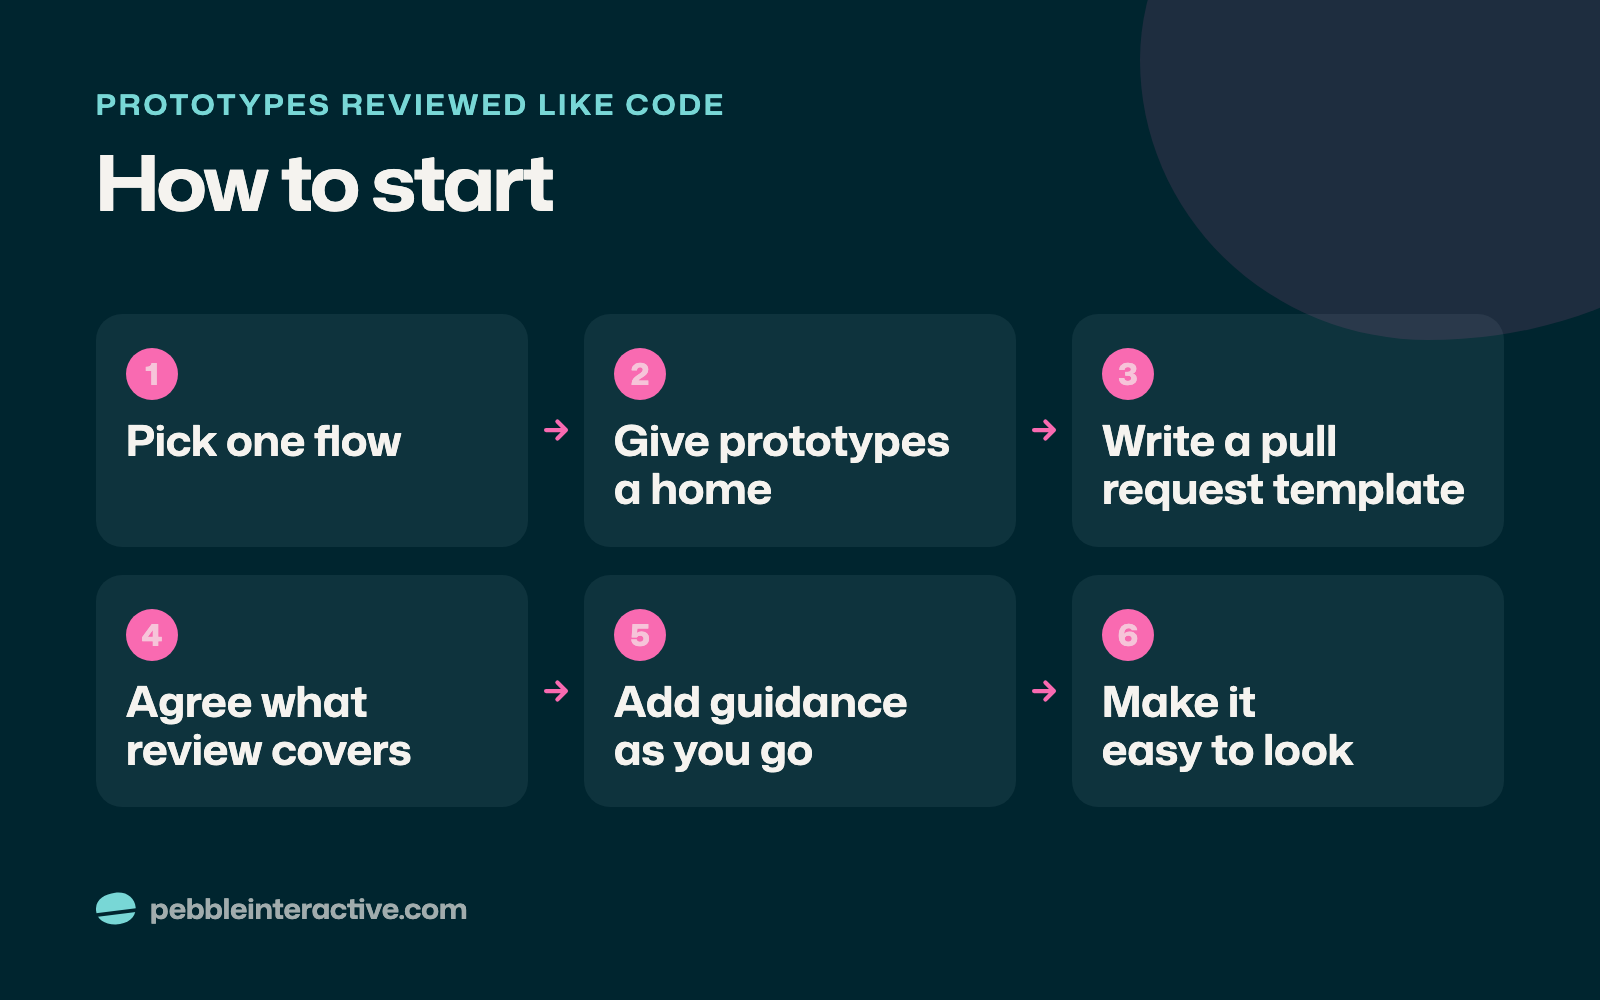 PROTOTYPES REVIEWED LIKE CODE
How to start
1
Pick one flow
2
Give prototypes
a home
3
Write a pull
request template
4
Agree what
review covers
5
Add guidance
as you go
6
Make it
easy to look
pebbleinteractive.com